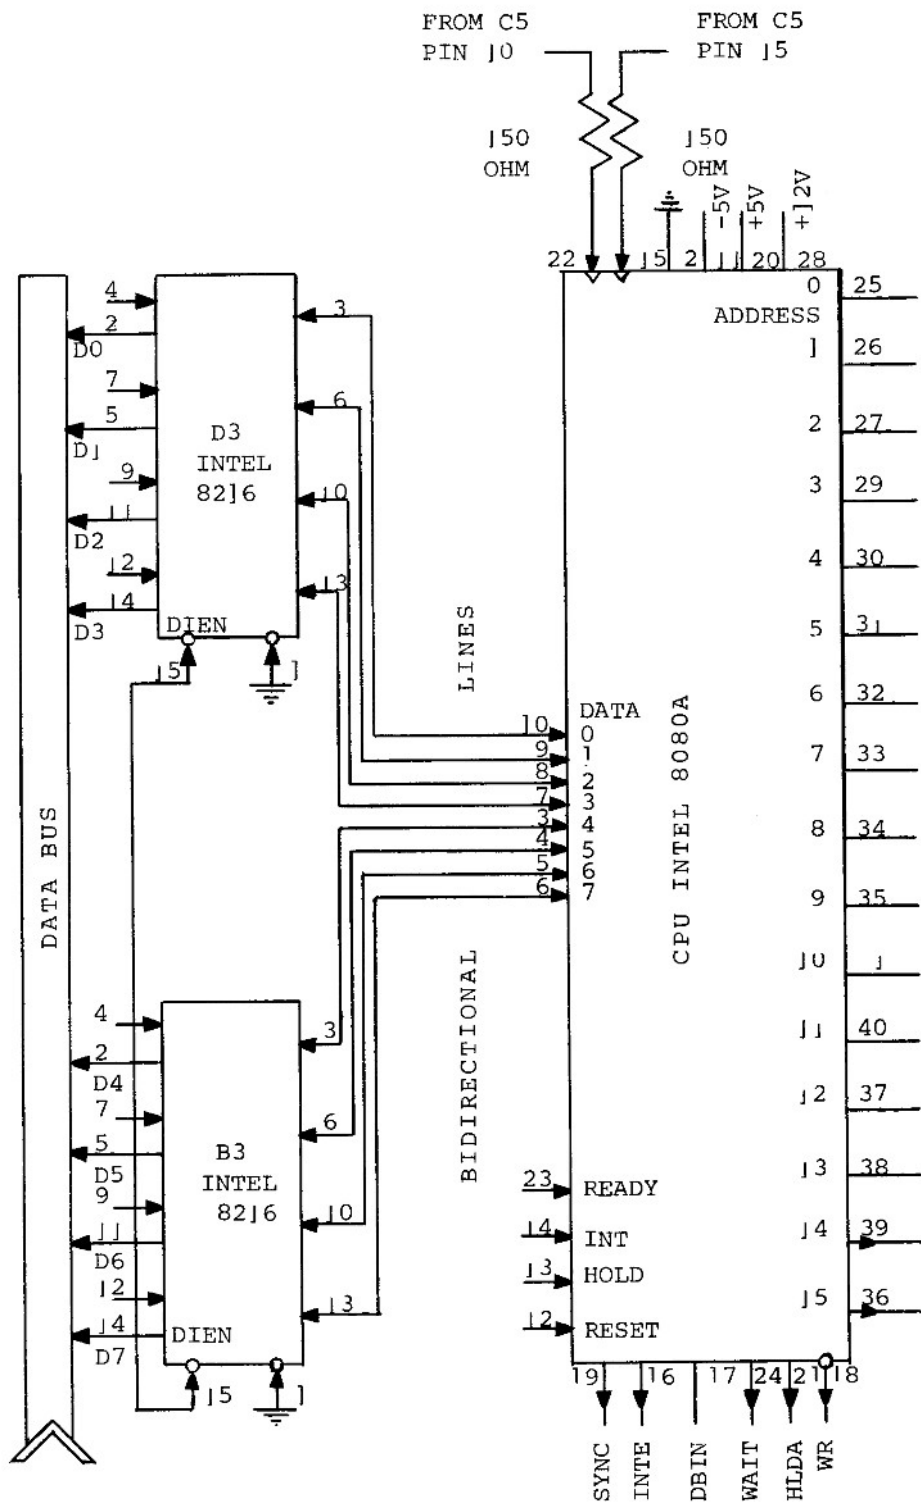 FROM C5
PIN 10
FROM C5
PIN 15
150
OHM
150
OHM
-5V
+5V
+12V
22
15
2
11
20
28
4
2
D0
7
5
D1
9
11
D2
12
14
D3
D3
INTEL
8216
DIEN
15
1
3
6
10
13
DATA BUS
LINES
BIDIRECTIONAL
10
9
8
7
3
4
5
6
DATA
0
1
2
3
4
5
6
7
CPU INTEL 8080A
ADDRESS
0 25
1 26
2 27
3 29
4 30
5 31
6 32
7 33
8 34
9 35
10 1
11 40
12 37
13 38
14 39
15 36
4
2
D4
7
5
D5
9
11
D6
12
14
D7
B3
INTEL
8216
DIEN
15
1
3
6
10
13
23 READY
14 INT
13 HOLD
12 RESET
19
16
17
24
21
18
SYNC
INTE
DBIN
WAIT
HLDA
WR